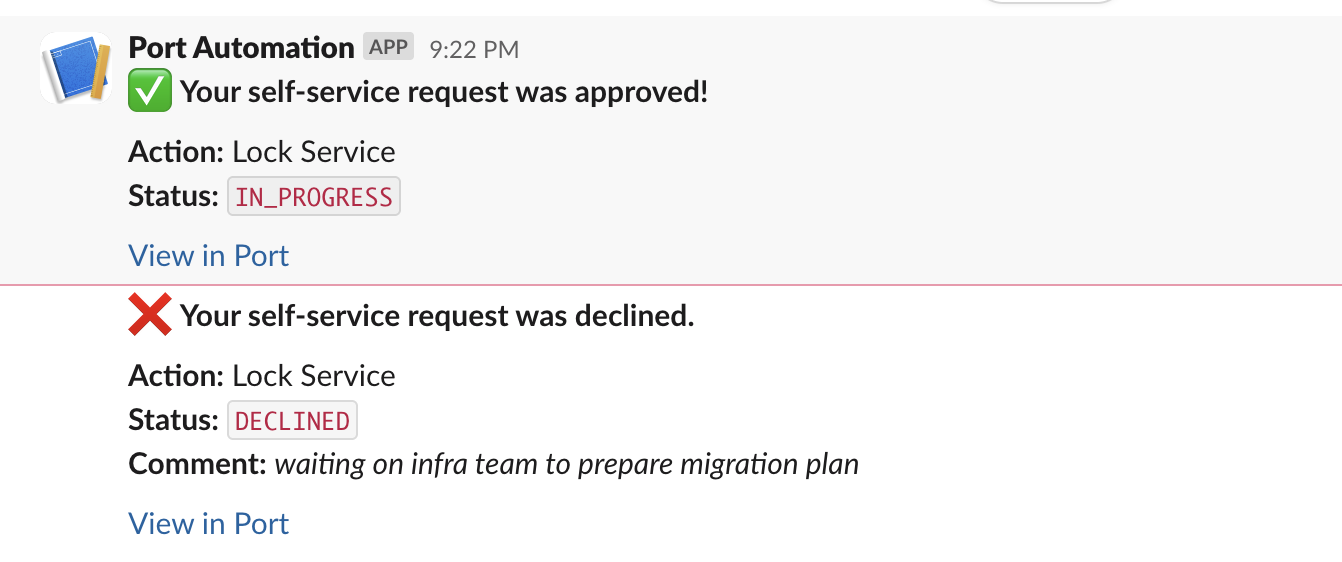 Port Automation APP 9:22 PM
✅ Your self-service request was approved!
Action: Lock Service
Status: IN_PROGRESS
View in Port
❌ Your self-service request was declined.
Action: Lock Service
Status: DECLINED
Comment: waiting on infra team to prepare migration plan
View in Port